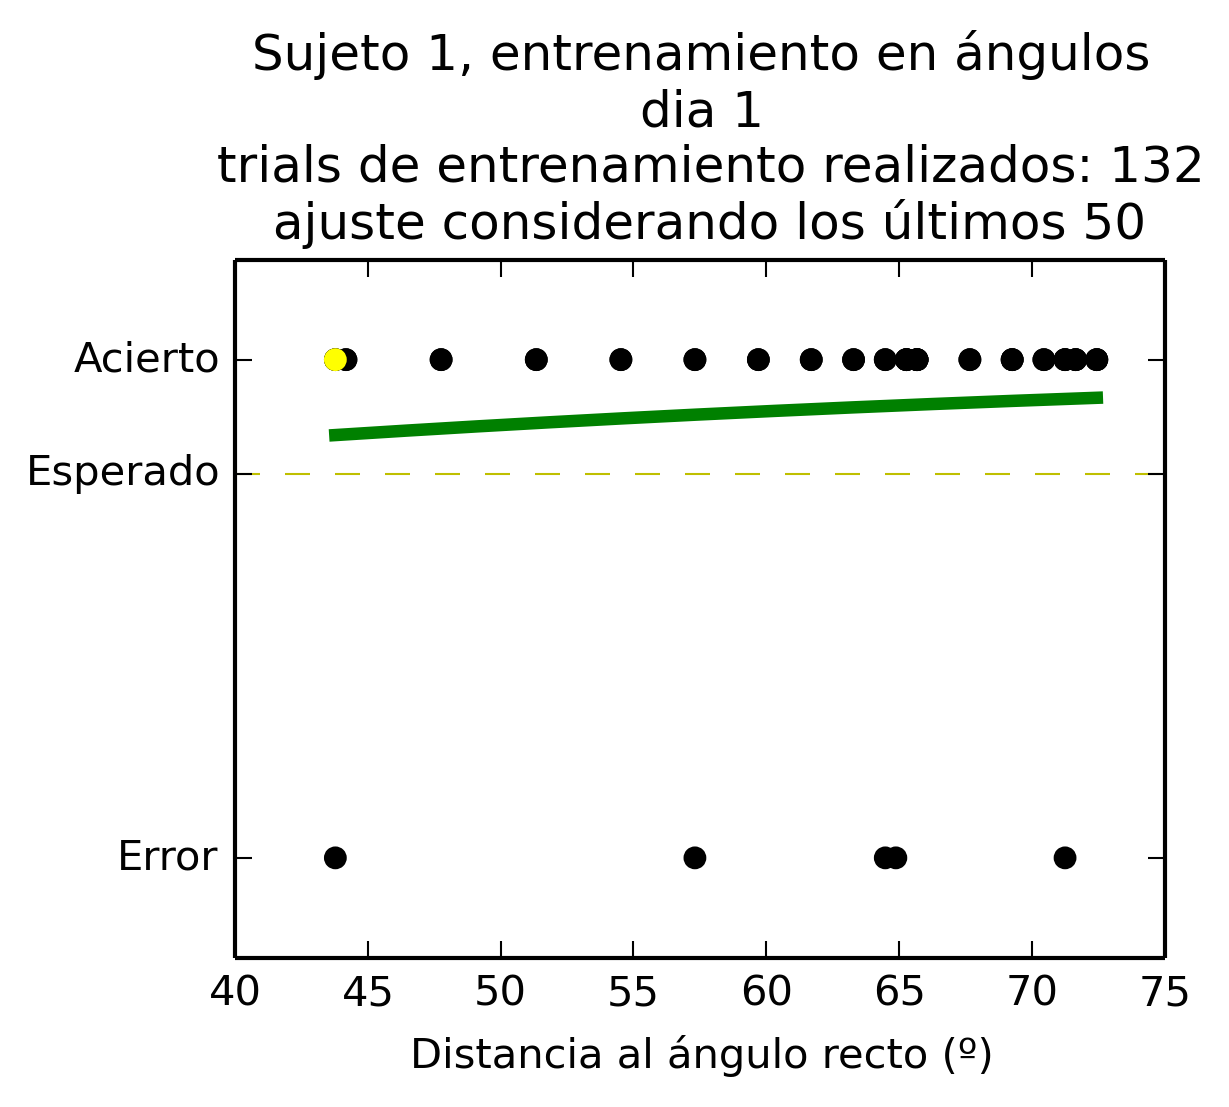 Sujeto 1, entrenamiento en ángulos
dia 1
trials de entrenamiento realizados: 132
ajuste considerando los últimos 50
Acierto
Esperado
Error
40 45 50 55 60 65 70 75
Distancia al ángulo recto (º)